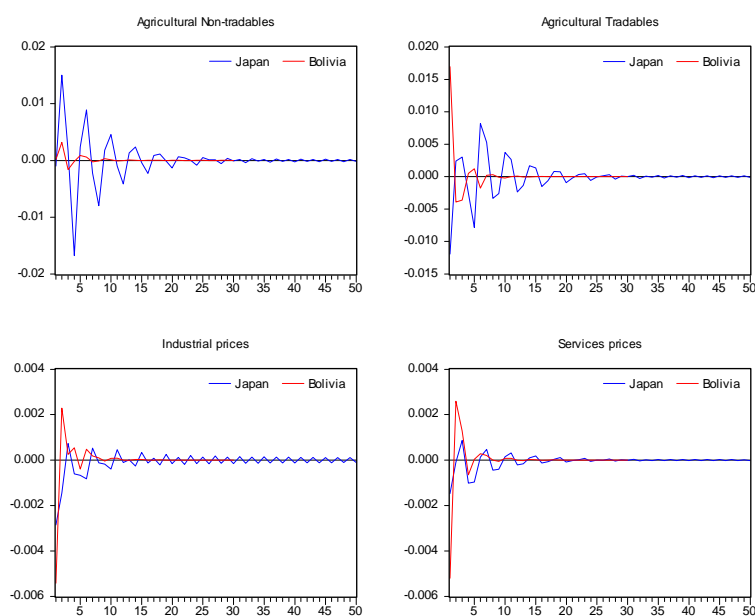 Agricultural Non-tradables
0.02
0.01
0.00
-0.01
-0.02
Japan Bolivia
5 10 15 20 25 30 35 40 45 50
Agricultural Tradables
0.020
0.015
0.010
0.005
0.000
-0.005
-0.010
-0.015
Japan Bolivia
5 10 15 20 25 30 35 40 45 50
Industrial prices
0.004
0.002
0.000
-0.002
-0.004
-0.006
Japan Bolivia
5 10 15 20 25 30 35 40 45 50
Services prices
0.004
0.002
0.000
-0.002
-0.004
-0.006
Japan Bolivia
5 10 15 20 25 30 35 40 45 50